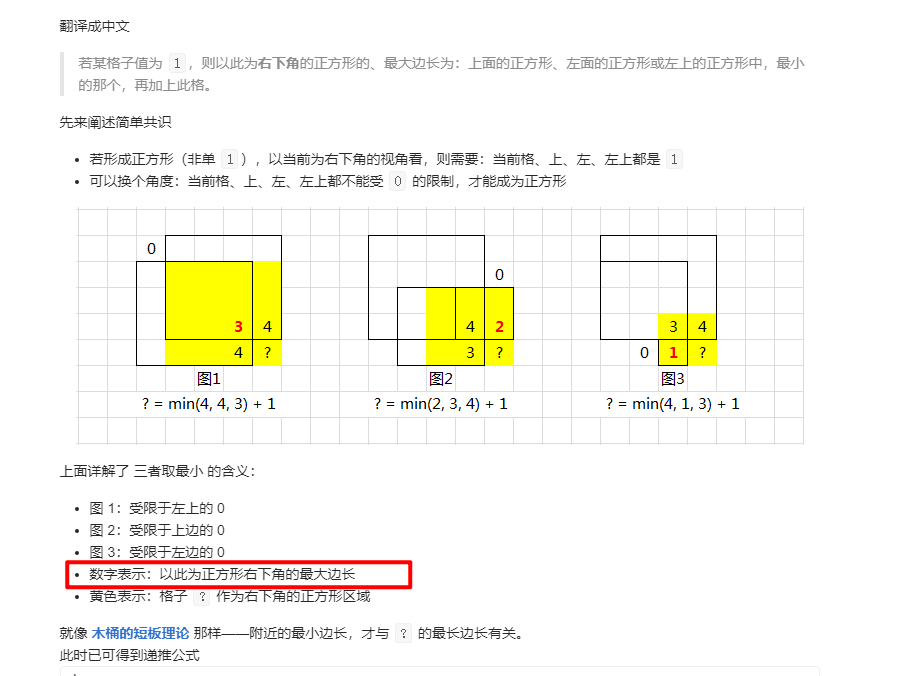 翻译成中文
若某格子值为 1，则以此为右下角的正方形的、最大边长为：上面的正方形、左面的正方形或左上的正方形中，最小
的那个，再加上此格。
先来阐述简单共识
• 若形成正方形（非单 1），以当前为右下角的视角看，则需要：当前格、上、左、左上都是 1
• 可以换个角度：当前格、上、左、左上都不能受 0 的限制，才能成为正方形
0
0
3 4 4 2 3 4
4 ? 3 ? 0 1 ?
图1 图2 图3
? = min(4, 4, 3) + 1 ? = min(2, 3, 4) + 1 ? = min(4, 1, 3) + 1
上面详解了 三者取最小 的含义：
• 图 1：受限于左上的 0
• 图 2：受限于上边的 0
• 图 3：受限于左边的 0
• 数字表示：以此为正方形右下角的最大边长
• 黄色表示：格子 ? 作为右下角的正方形区域
就像 木桶的短板理论 那样——附近的最小边长，才与 ? 的最长边长有关。
此时已可得到递推公式